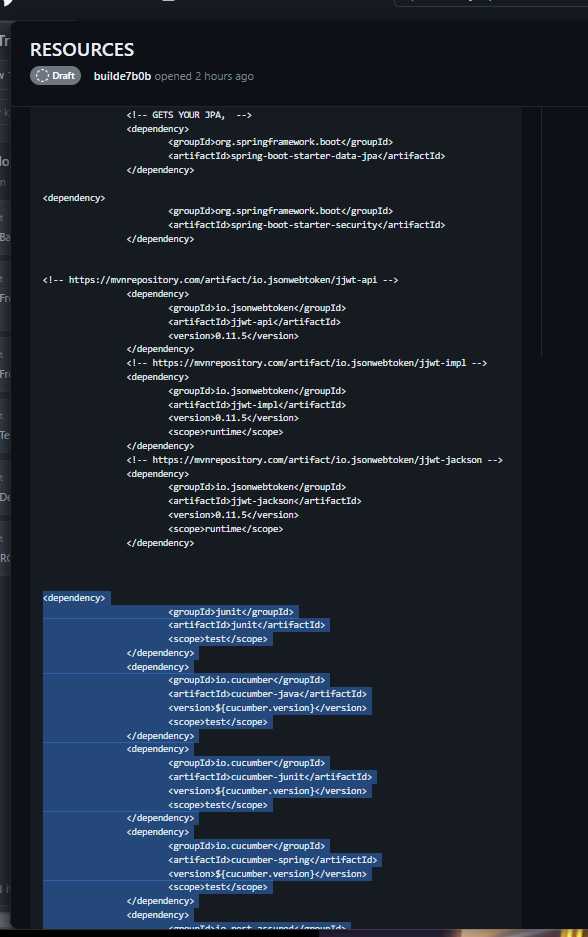 RESOURCES
Draft builde7b0b opened 2 hours ago
<!-- GETS YOUR JPA,  -->
<dependency>
<groupId>org.springframework.boot</groupId>
<artifactId>spring-boot-starter-data-jpa</artifactId>
</dependency>
<dependency>
<groupId>org.springframework.boot</groupId>
<artifactId>spring-boot-starter-security</artifactId>
</dependency>
<!-- https://mvnrepository.com/artifact/io.jsonwebtoken/jjwt-api -->
<dependency>
<groupId>io.jsonwebtoken</groupId>
<artifactId>jjwt-api</artifactId>
<version>0.11.5</version>
</dependency>
<!-- https://mvnrepository.com/artifact/io.jsonwebtoken/jjwt-impl -->
<dependency>
<groupId>io.jsonwebtoken</groupId>
<artifactId>jjwt-impl</artifactId>
<version>0.11.5</version>
<scope>runtime</scope>
</dependency>
<!-- https://mvnrepository.com/artifact/io.jsonwebtoken/jjwt-jackson -->
<dependency>
<groupId>io.jsonwebtoken</groupId>
<artifactId>jjwt-jackson</artifactId>
<version>0.11.5</version>
<scope>runtime</scope>
</dependency>
<dependency>
<groupId>junit</groupId>
<artifactId>junit</artifactId>
<scope>test</scope>
</dependency>
<dependency>
<groupId>io.cucumber</groupId>
<artifactId>cucumber-java</artifactId>
<version>${cucumber.version}</version>
<scope>test</scope>
</dependency>
<dependency>
<groupId>io.cucumber</groupId>
<artifactId>cucumber-junit</artifactId>
<version>${cucumber.version}</version>
<scope>test</scope>
</dependency>
<dependency>
<groupId>io.cucumber</groupId>
<artifactId>cucumber-spring</artifactId>
<version>${cucumber.version}</version>
<scope>test</scope>
</dependency>
<dependency>
<groupId>io.rest-assured</groupId>